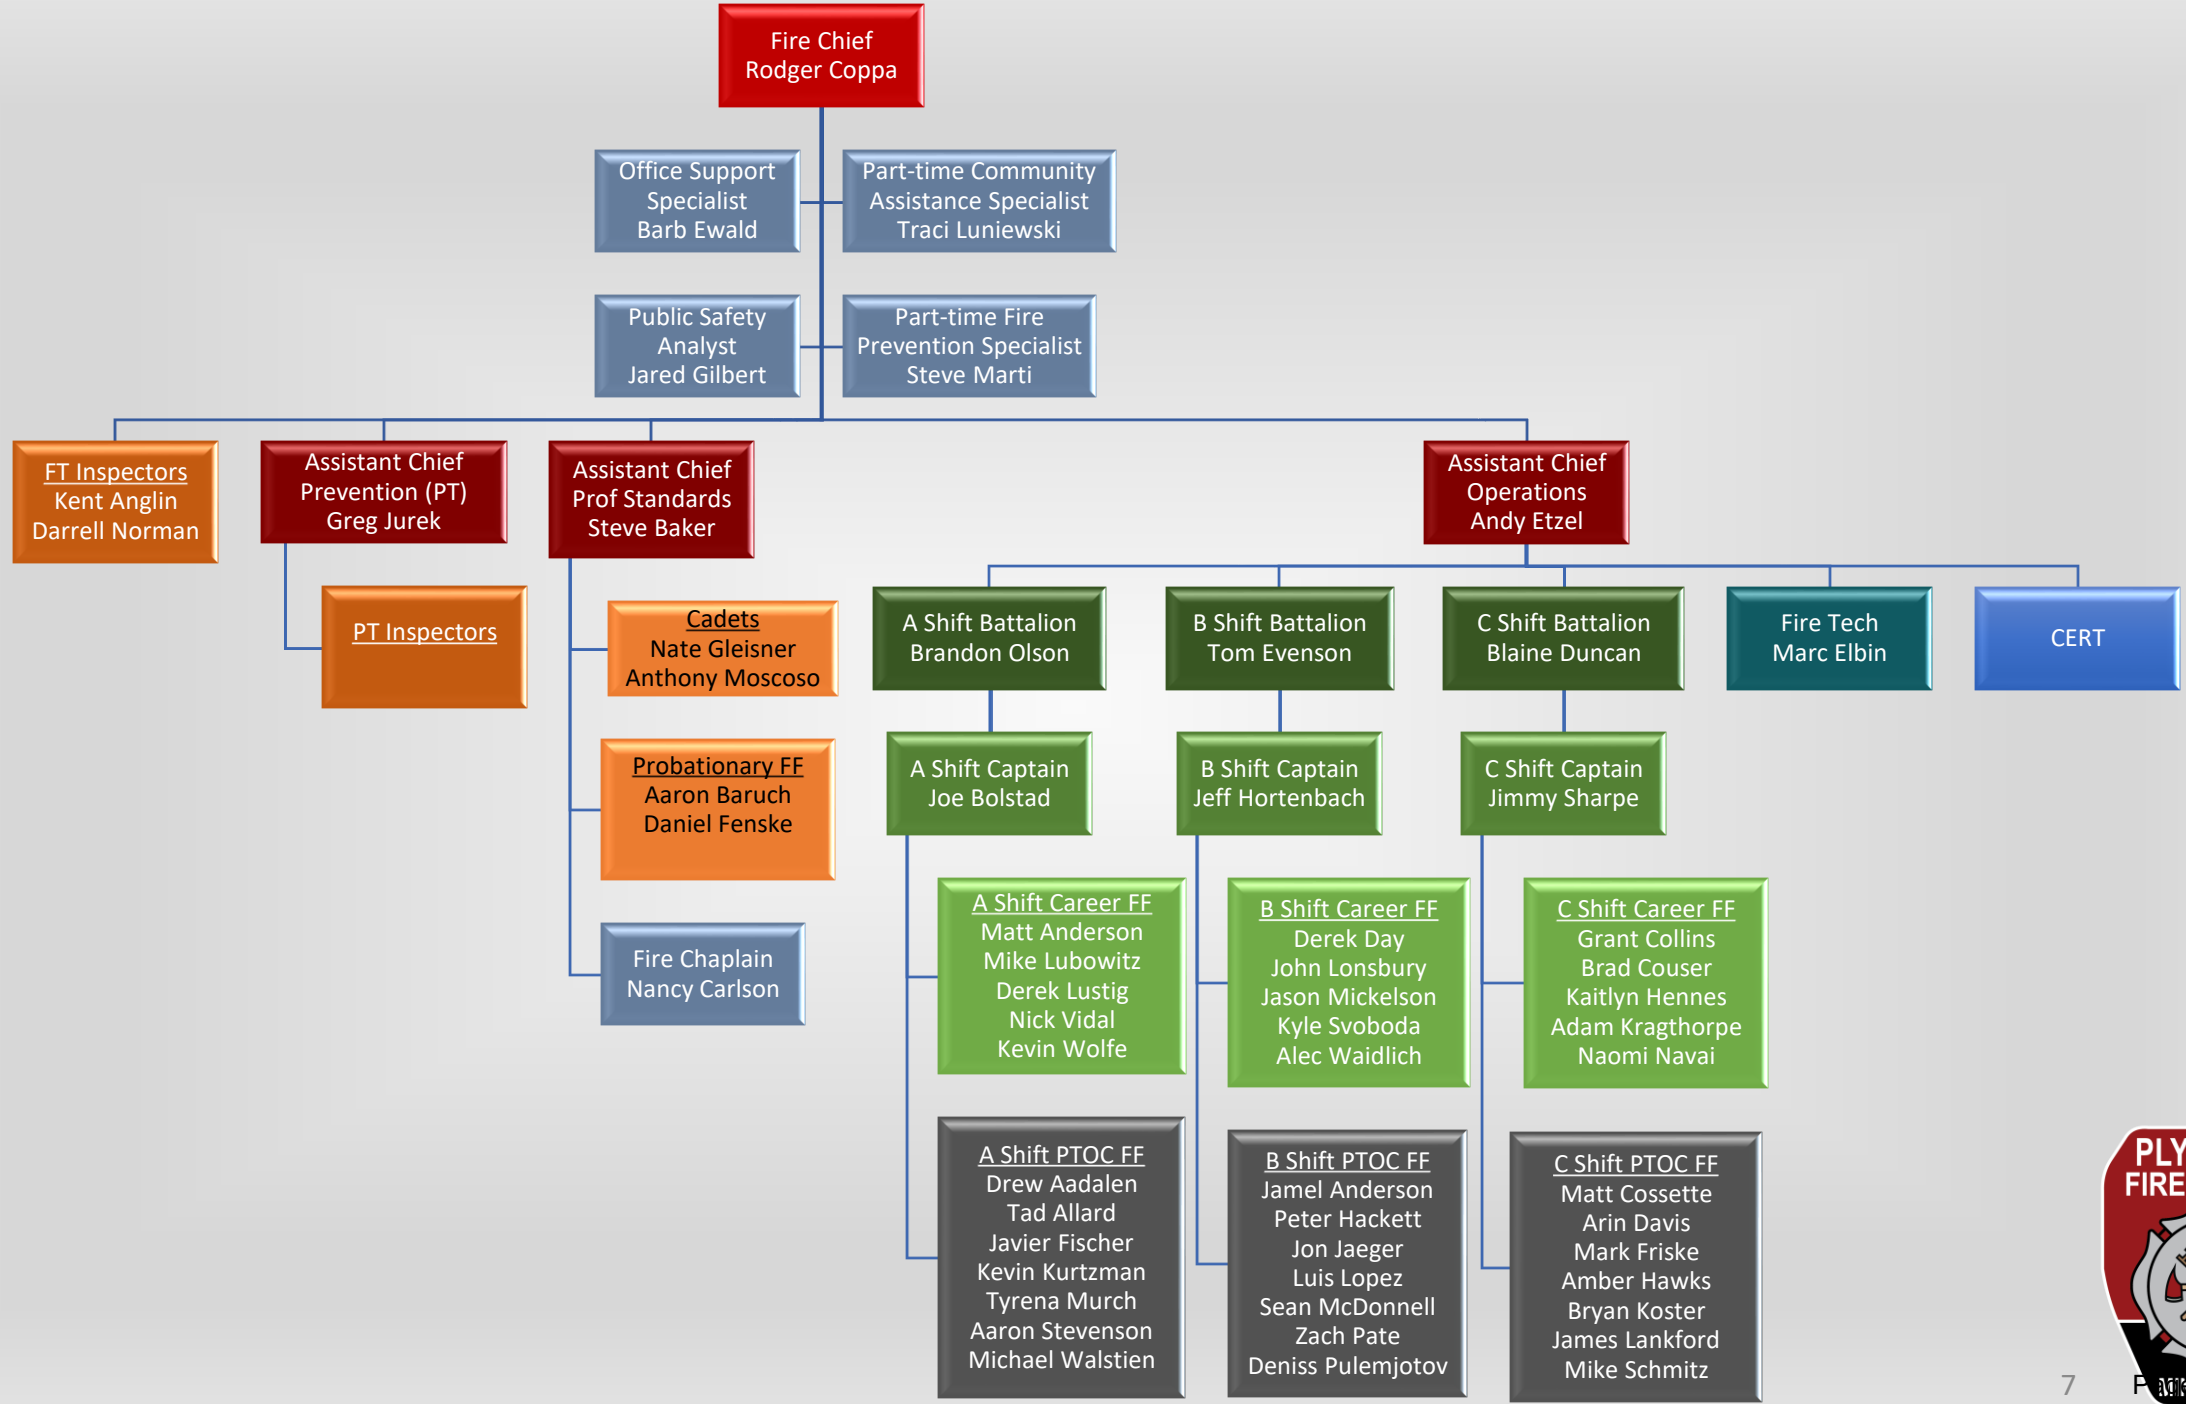 Fire Chief
Rodger Coppa
Office Support
Specialist
Barb Ewald
Part-time Community
Assistance Specialist
Traci Luniewski
Public Safety
Analyst
Jared Gilbert
Part-time Fire
Prevention Specialist
Steve Marti
FT Inspectors
Kent Anglin
Darrell Norman
Assistant Chief
Prevention (PT)
Greg Jurek
Assistant Chief
Prof Standards
Steve Baker
Assistant Chief
Operations
Andy Etzel
PT Inspectors
Cadets
Nate Gleisner
Anthony Moscoso
Probationary FF
Aaron Baruch
Daniel Fenske
Fire Chaplain
Nancy Carlson
A Shift Battalion
Brandon Olson
B Shift Battalion
Tom Evenson
C Shift Battalion
Blaine Duncan
Fire Tech
Marc Elbin
CERT
A Shift Captain
Joe Bolstad
B Shift Captain
Jeff Hortenbach
C Shift Captain
Jimmy Sharpe
A Shift Career FF
Matt Anderson
Mike Lubowitz
Derek Lustig
Nick Vidal
Kevin Wolfe
B Shift Career FF
Derek Day
John Lonsbury
Jason Mickelson
Kyle Svoboda
Alec Waidlich
C Shift Career FF
Grant Collins
Brad Couser
Kaitlyn Hennes
Adam Kragthorpe
Naomi Navai
A Shift PTOC FF
Drew Aadalen
Tad Allard
Javier Fischer
Kevin Kurtzman
Tyrena Murch
Aaron Stevenson
Michael Walstien
B Shift PTOC FF
Jamel Anderson
Peter Hackett
Jon Jaeger
Luis Lopez
Sean McDonnell
Zach Pate
Deniss Pulemjotov
C Shift PTOC FF
Matt Cossette
Arin Davis
Mark Friske
Amber Hawks
Bryan Koster
James Lankford
Mike Schmitz
PLY
FIRE
7